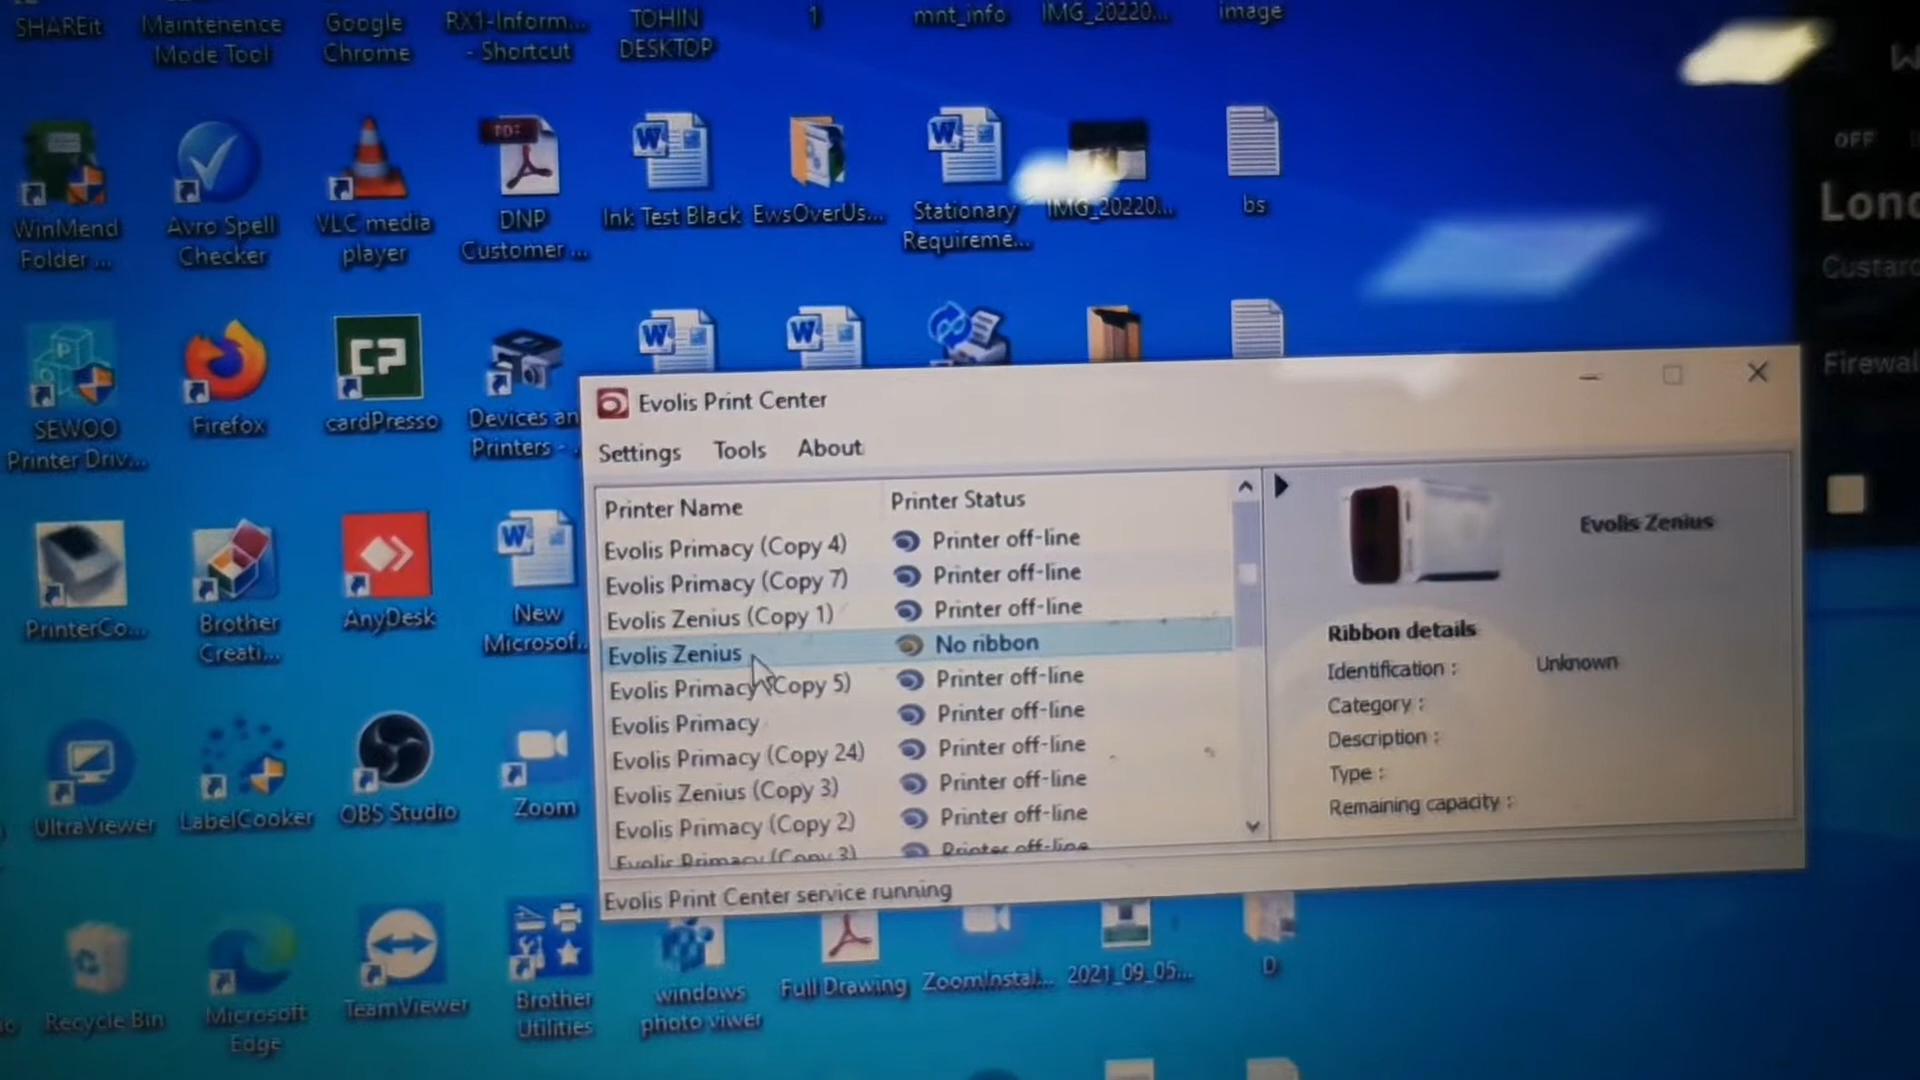 SHAREit
Maintenence
Mode Tool
Google
Chrome
RX1-Inform...
- Shortcut
TOHIN
DESKTOP
1
mnt_info
IMG_20220...
image
WinMend
Folder ...
Avro Spell
Checker
VLC media
player
PDF
DNP
Customer ...
Ink Test Black
EwsOverUs...
Stationary
Requireme...
IMG_20220...
bs
OFF
Firewal
SEWOO
Printer Driv...
Firefox
CP
cardPresso
Devices an
Printers -
PrinterCo...
Brother
Creati...
AnyDesk
New
Microsof...
UltraViewer
LabelCooker
OBS Studio
Zoom
Recycle Bin
Microsoft
Edge
TeamViewer
Brother
Utilities
windows
photo viwer
Full Drawing
ZoomInstal...
2021_09_05...
D
Evolis Print Center
Settings Tools About
Printer Name Printer Status
Evolis Primacy (Copy 4) Printer off-line
Evolis Primacy (Copy 7) Printer off-line
Evolis Zenius (Copy 1) Printer off-line
Evolis Zenius No ribbon
Evolis Primacy (Copy 5) Printer off-line
Evolis Primacy Printer off-line
Evolis Primacy (Copy 24) Printer off-line
Evolis Zenius (Copy 3) Printer off-line
Evolis Primacy (Copy 2) Printer off-line
Evolis Primacy (Copy 3) Printer off-line
Evolis Print Center service running
Evolis Zenius
Ribbon details
Identification : Unknown
Category :
Description :
Type :
Remaining capacity :